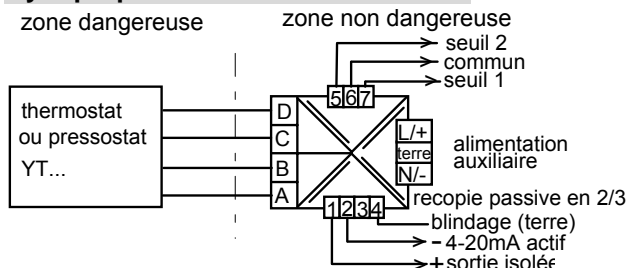 zone dangereuse
zone non dangereuse
seuil 2
commun
seuil 1
5 6 7
thermostat
ou pressostat
YT...
D
C
B
A
L/+
terre
N/-
alimentation
auxiliaire
recopie passive en 2/3
1 2 3 4
blindage (terre)
- 4-20mA actif
+ sortie isolée